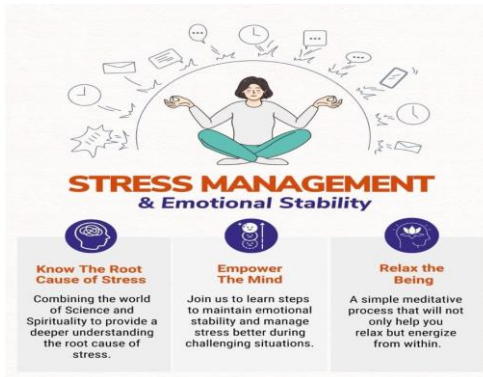 STRESS MANAGEMENT
& Emotional Stability
Know The Root
Cause of Stress
Combining the world
of Science and
Spirituality to provide a
deeper understanding
the root cause of
stress.
Empower
The Mind
Join us to learn steps
to maintain emotional
stability and manage
stress better during
challenging situations.
Relax the
Being
A simple meditative
process that will not
only help you
relax but energize
from within.